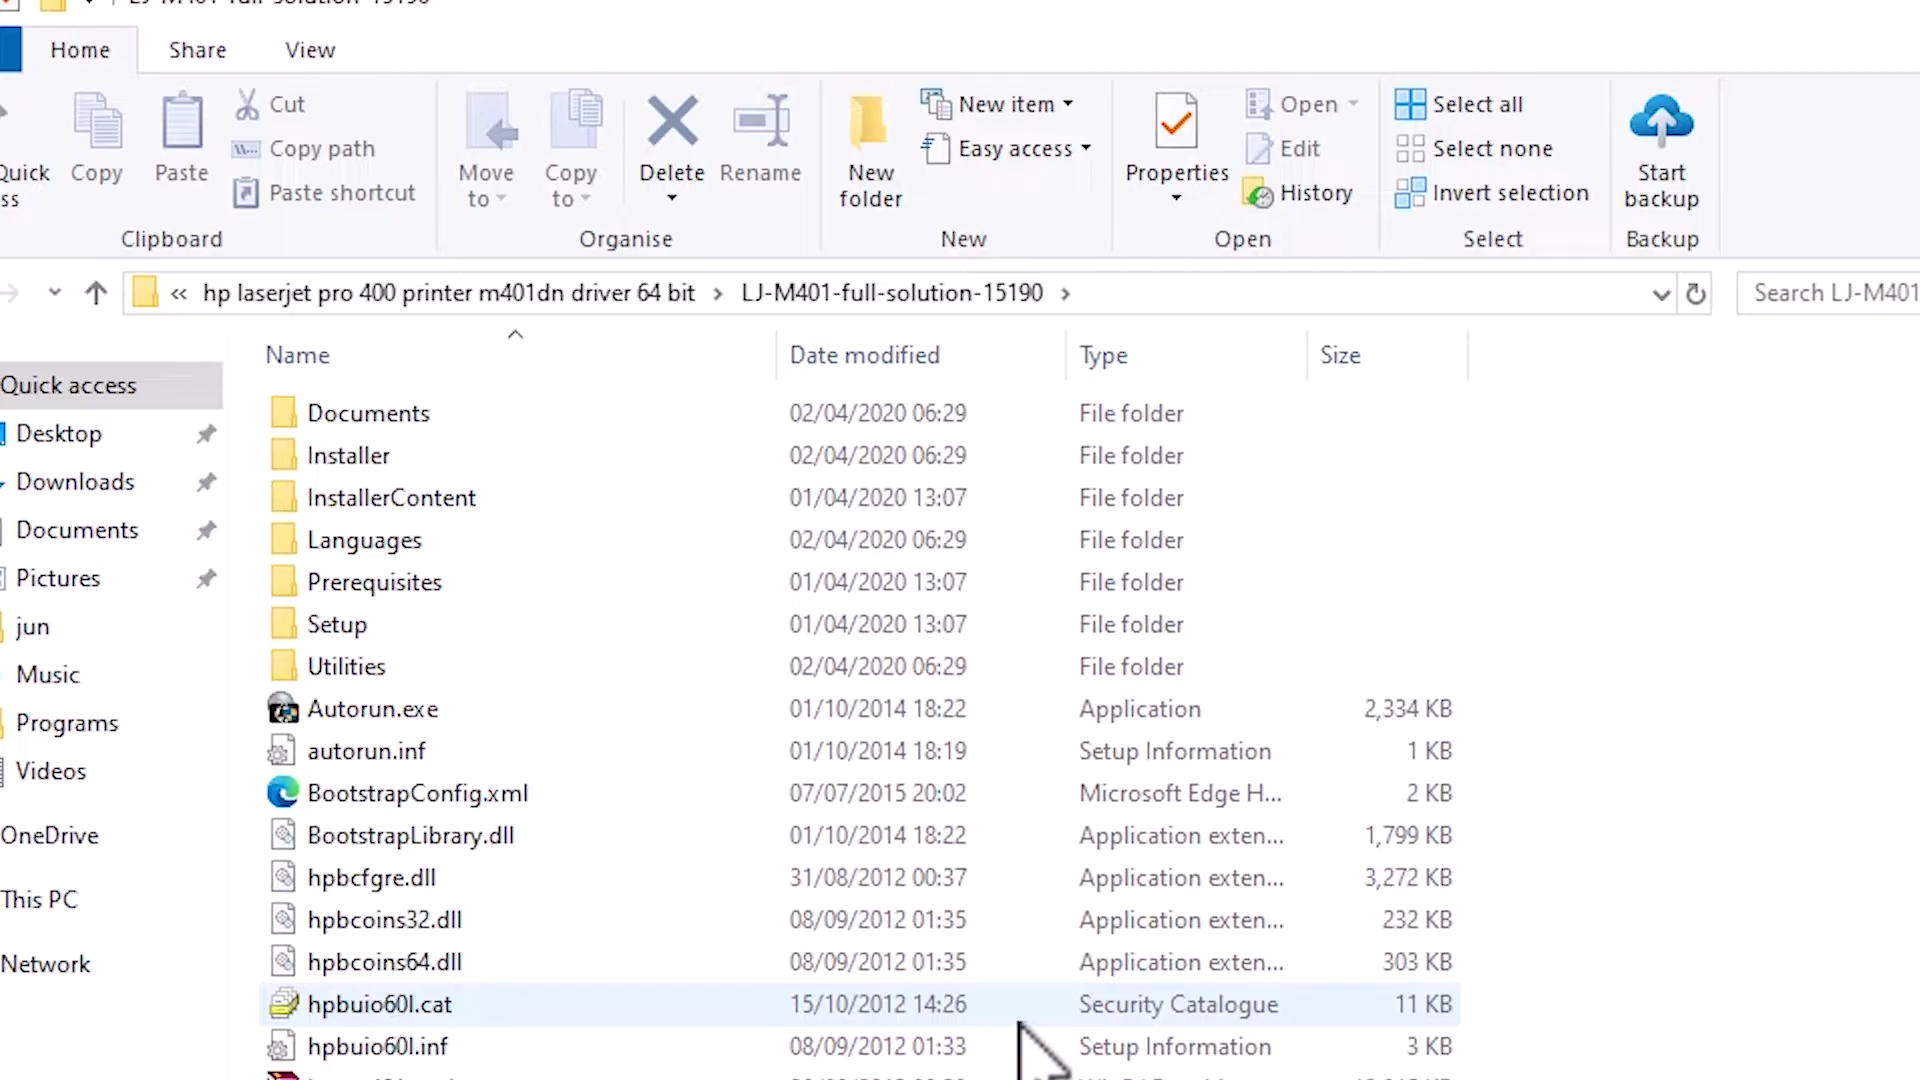 LJ-M401-full-solution-15190
Home Share View
Cut
Copy path
Paste shortcut
Quick
ss
Copy
Paste
Clipboard
Move
to
Copy
to
Delete
Rename
Organise
New
folder
New item
Easy access
New
Properties
Open
Edit
History
Open
Select all
Select none
Invert selection
Select
Start
backup
Backup
« hp laserjet pro 400 printer m401dn driver 64 bit > LJ-M401-full-solution-15190 >
Search LJ-M401
Quick access
Desktop
Downloads
Documents
Pictures
jun
Music
Programs
Videos
OneDrive
This PC
Network
Name Date modified Type Size
Documents 02/04/2020 06:29 File folder
Installer 02/04/2020 06:29 File folder
InstallerContent 01/04/2020 13:07 File folder
Languages 02/04/2020 06:29 File folder
Prerequisites 01/04/2020 13:07 File folder
Setup 01/04/2020 13:07 File folder
Utilities 02/04/2020 06:29 File folder
Autorun.exe 01/10/2014 18:22 Application 2,334 KB
autorun.inf 01/10/2014 18:19 Setup Information 1 KB
BootstrapConfig.xml 07/07/2015 20:02 Microsoft Edge H... 2 KB
BootstrapLibrary.dll 01/10/2014 18:22 Application exten... 1,799 KB
hpbcfgre.dll 31/08/2012 00:37 Application exten... 3,272 KB
hpbcoins32.dll 08/09/2012 01:35 Application exten... 232 KB
hpbcoins64.dll 08/09/2012 01:35 Application exten... 303 KB
hpbuio60l.cat 15/10/2012 14:26 Security Catalogue 11 KB
hpbuio60l.inf 08/09/2012 01:33 Setup Information 3 KB